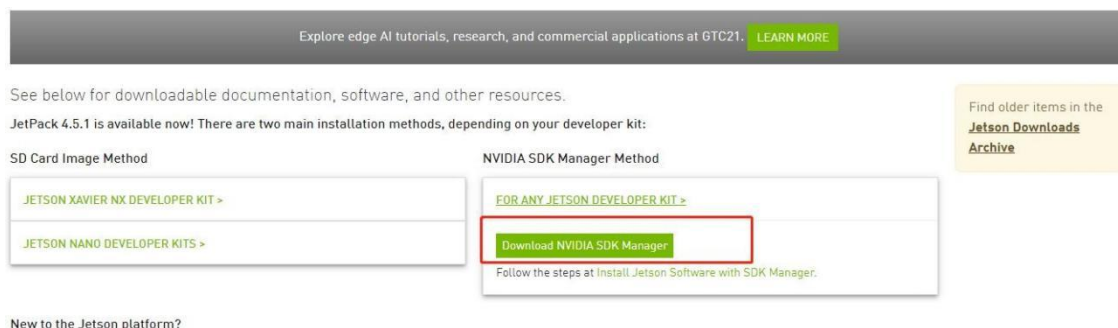 Explore edge AI tutorials, research, and commercial applications at GTC21. LEARN MORE
See below for downloadable documentation, software, and other resources.
JetPack 4.5.1 is available now! There are two main installation methods, depending on your developer kit:
SD Card Image Method
JETSON XAVIER NX DEVELOPER KIT >
JETSON NANO DEVELOPER KITS >
NVIDIA SDK Manager Method
FOR ANY JETSON DEVELOPER KIT >
Download NVIDIA SDK Manager
Follow the steps at Install Jetson Software with SDK Manager.
Find older items in the
Jetson Downloads
Archive
New to the Jetson platform?